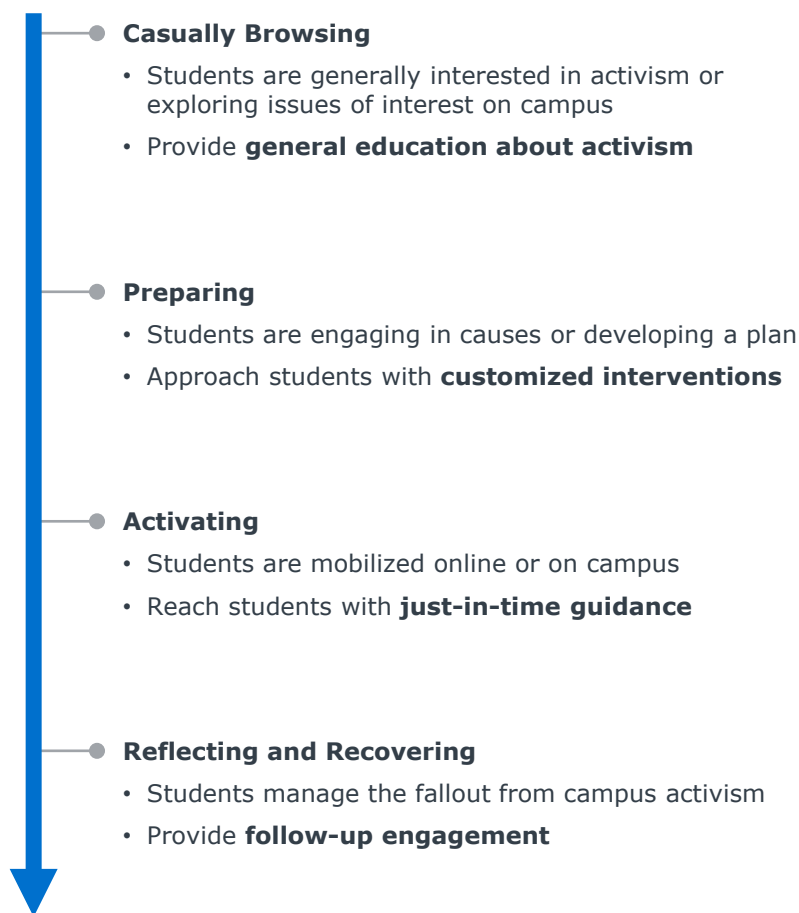 Casually Browsing
• Students are generally interested in activism or
exploring issues of interest on campus
• Provide general education about activism
Preparing
• Students are engaging in causes or developing a plan
• Approach students with customized interventions
Activating
• Students are mobilized online or on campus
• Reach students with just-in-time guidance
Reflecting and Recovering
• Students manage the fallout from campus activism
• Provide follow-up engagement